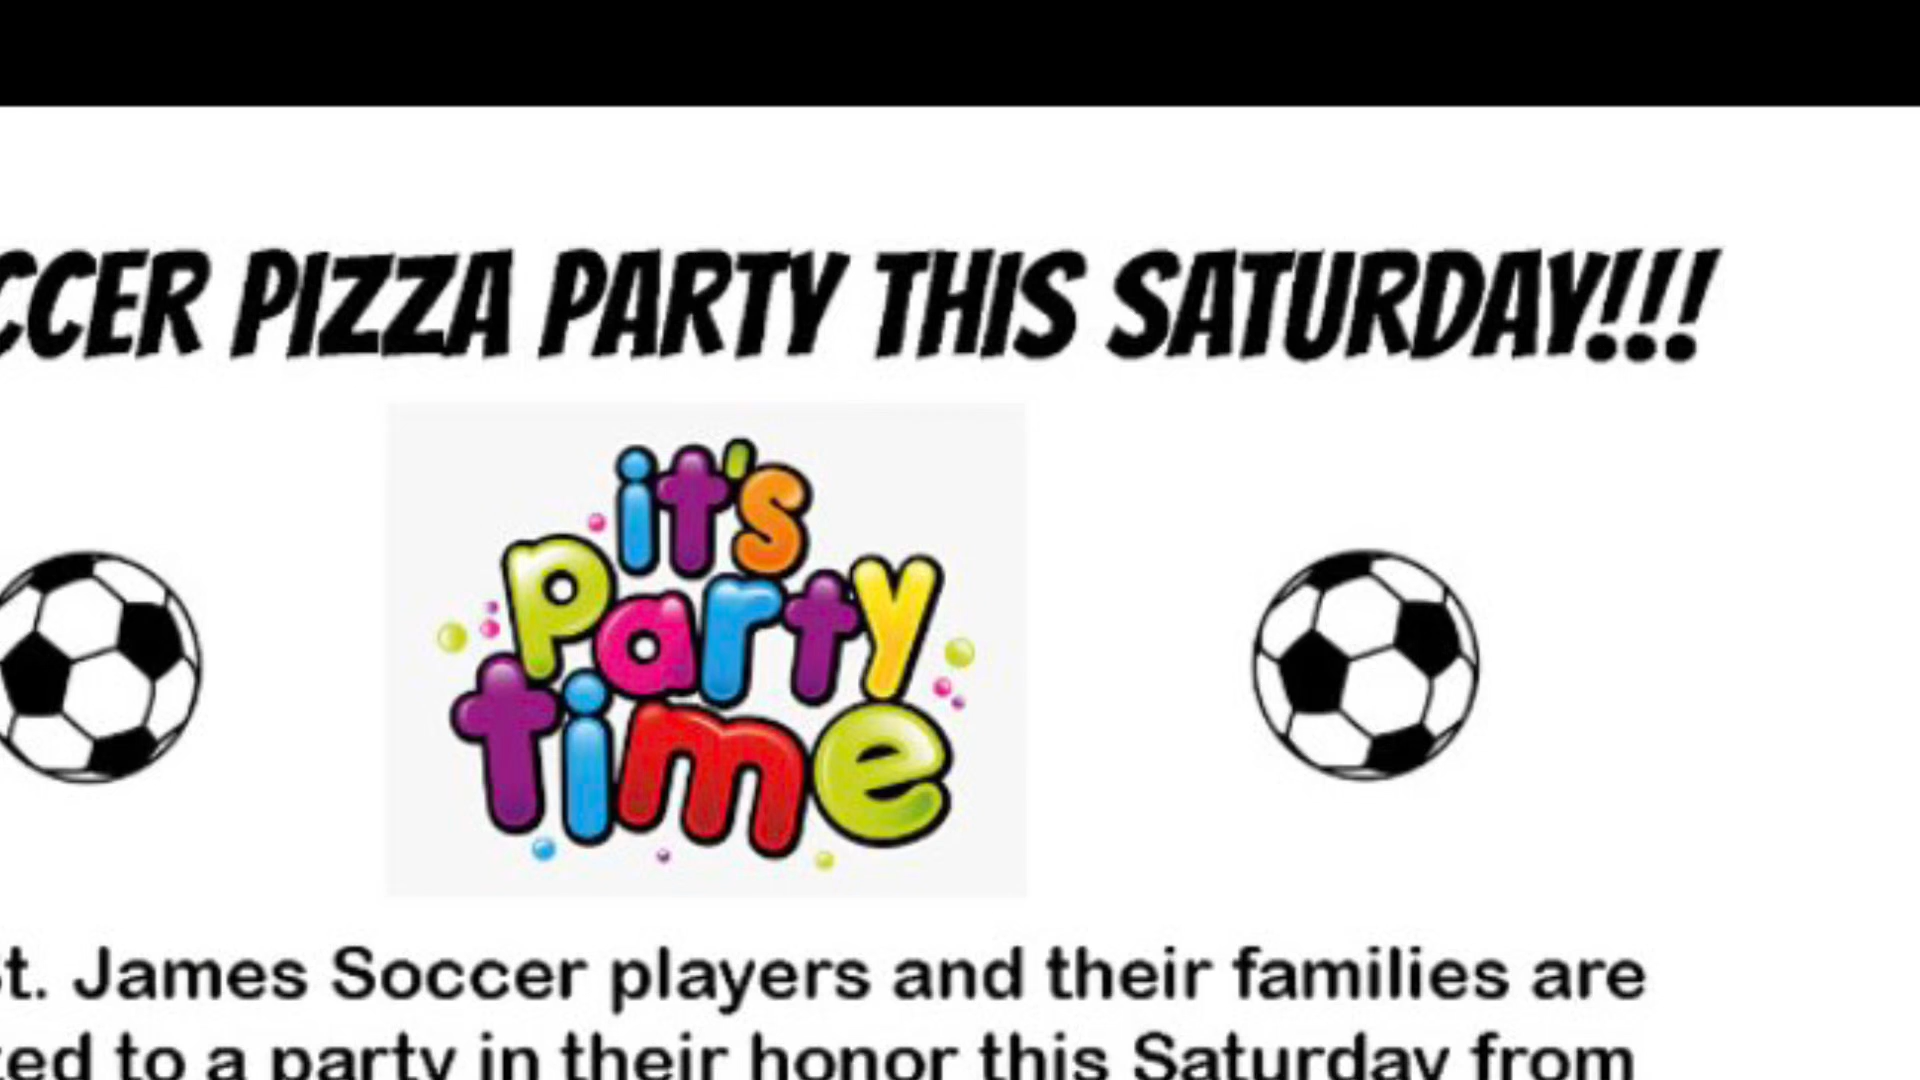 CCER PIZZA PARTY THIS SATURDAY!!!
it's
party
time
t. James Soccer players and their families are
ed to a party in their honor this Saturday from